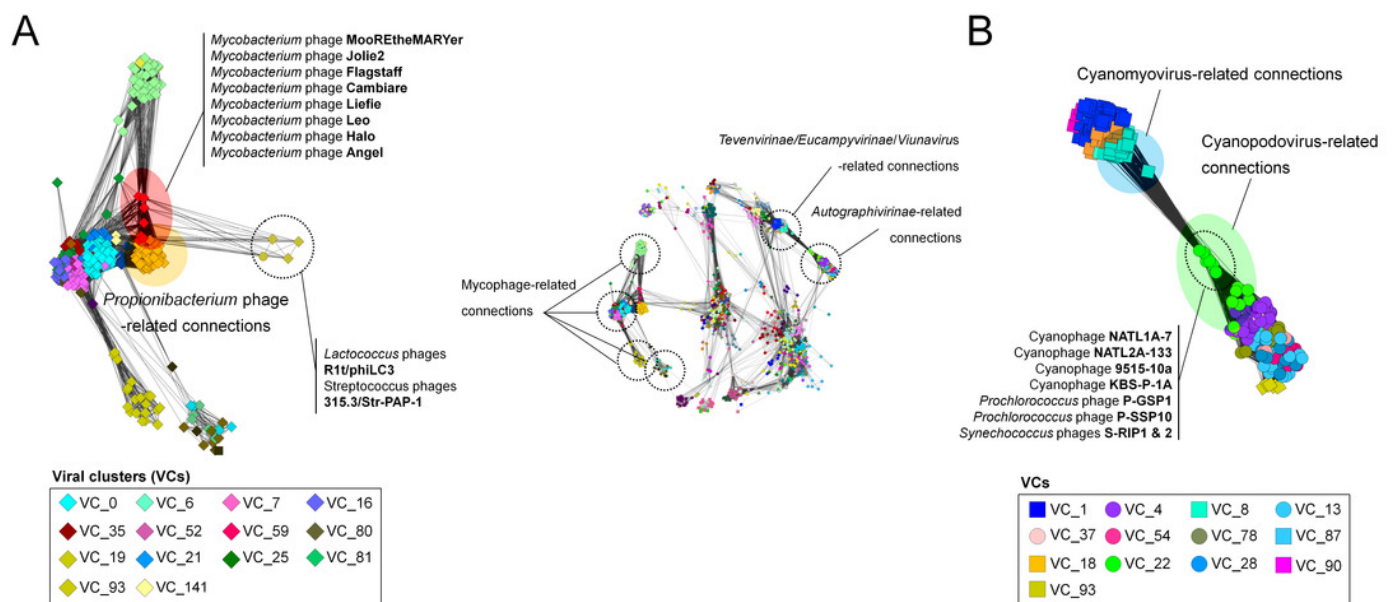 A
Mycobacterium phage MooREtheMARYer
Mycobacterium phage Jolie2
Mycobacterium phage Flagstaff
Mycobacterium phage Cambiare
Mycobacterium phage Liefie
Mycobacterium phage Leo
Mycobacterium phage Halo
Mycobacterium phage Angel
Propionibacterium phage
-related connections
Lactococcus phages
R1t/phiLC3
Streptococcus phages
315.3/Str-PAP-1
Viral clusters (VCs)
VC_0 VC_6 VC_7 VC_16
VC_35 VC_52 VC_59 VC_80
VC_19 VC_21 VC_25 VC_81
VC_93 VC_141
Tevenvirinae/Eucampyvirinae/Viunavirus
-related connections
Autographivirinae-related
connections
Mycophage-related
connections
B
Cyanomyovirus-related connections
Cyanopodovirus-related
connections
Cyanophage NATL1A-7
Cyanophage NATL2A-133
Cyanophage 9515-10a
Cyanophage KBS-P-1A
Prochlorococcus phage P-GSP1
Prochlorococcus phage P-SSP10
Synechococcus phages S-RIP1 & 2
VCs
VC_1 VC_4 VC_8 VC_13
VC_37 VC_54 VC_78 VC_87
VC_18 VC_22 VC_28 VC_90
VC_93